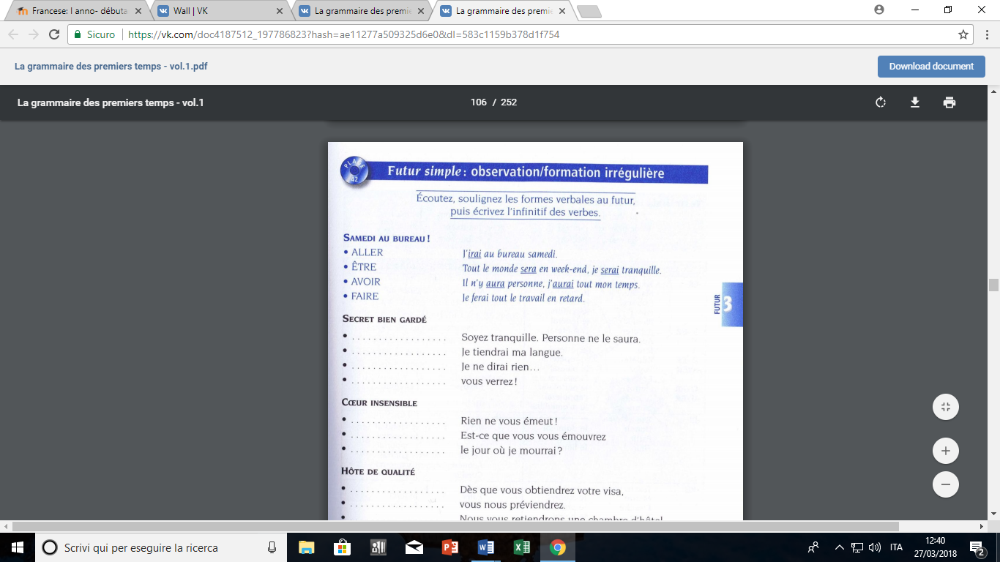 Francese: I anno- débuta
Wall | VK
La grammaire des premie
La grammaire des premie
Sicuro | https://vk.com/doc4187512_197786823?hash=ae11277a509325d6e0&dl=583c1159b378d1f754
La grammaire des premiers temps - vol.1.pdf
Download document
La grammaire des premiers temps - vol.1
106 / 252
PLAGE
42
Futur simple : observation/formation irrégulière
Écoutez, soulignez les formes verbales au futur,
puis écrivez l'infinitif des verbes.
SAMEDI AU BUREAU !
• ALLER J'irai au bureau samedi.
• ÊTRE Tout le monde sera en week-end, je serai tranquille.
• AVOIR Il n'y aura personne, j'aurai tout mon temps.
• FAIRE Je ferai tout le travail en retard.
FUTUR
3
SECRET BIEN GARDÉ
• .................. Soyez tranquille. Personne ne le saura.
• .................. Je tiendrai ma langue.
• .................. Je ne dirai rien...
• .................. vous verrez !
CŒUR INSENSIBLE
• .................. Rien ne vous émeut !
• .................. Est-ce que vous vous émouvrez
• .................. le jour où je mourrai ?
HÔTE DE QUALITÉ
• .................. Dès que vous obtiendrez votre visa,
• .................. vous nous préviendrez.
• Nous vous retiendrons une chambre d'hôtel
Scrivi qui per eseguire la ricerca
ITA
12:40
27/03/2018
2